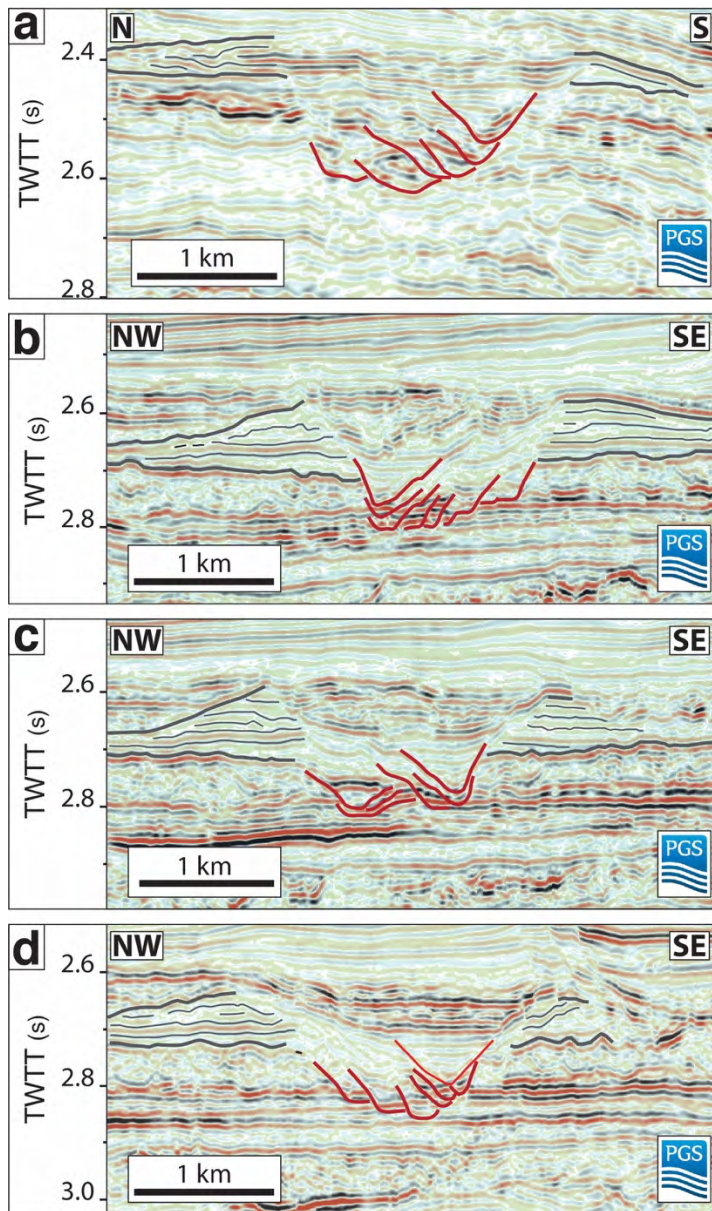 a
N
S
2.4
2.6
2.8
TWTT (s)
1 km
PGS
b
NW
SE
2.6
2.8
TWTT (s)
1 km
PGS
c
NW
SE
2.6
2.8
TWTT (s)
1 km
PGS
d
NW
SE
2.6
2.8
3.0
TWTT (s)
1 km
PGS